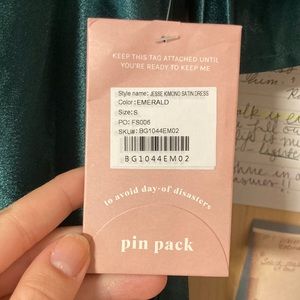 KEEP THIS TAG ATTACHED UNTIL
YOU'RE READY TO KEEP ME
Style name: JESSE KIMONO SATIN DRESS
Color: EMERALD
Size: S
PO: FS006
SKU#: BG1044EM02
BG1044EM02
to avoid day-of disasters
pin pack